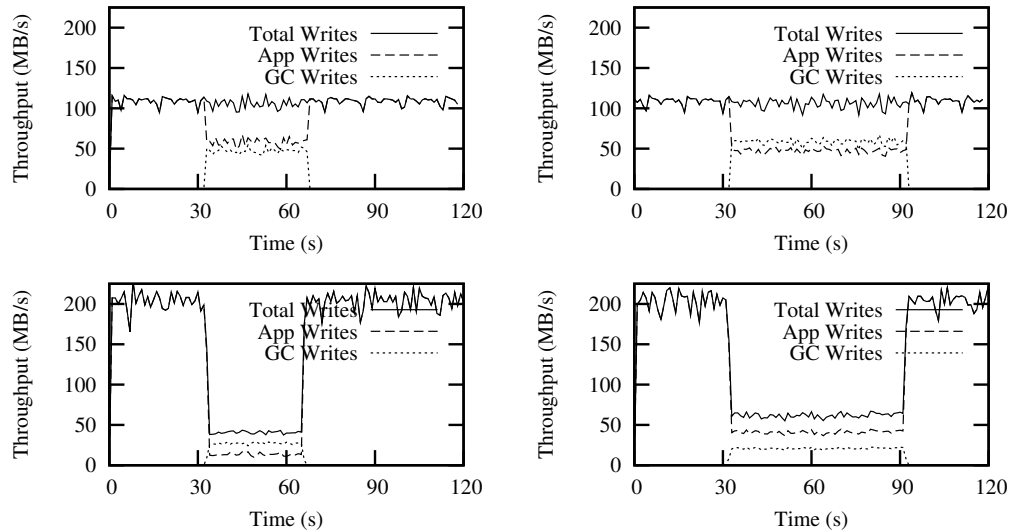 Throughput (MB/s)
200
150
100
50
0
Total Writes
App Writes
GC Writes
0 30 60 90 120
Time (s)
Throughput (MB/s)
200
150
100
50
0
Total Writes
App Writes
GC Writes
0 30 60 90 120
Time (s)
Throughput (MB/s)
200
150
100
50
0
Total Writes
App Writes
GC Writes
0 30 60 90 120
Time (s)
Throughput (MB/s)
200
150
100
50
0
Total Writes
App Writes
GC Writes
0 30 60 90 120
Time (s)